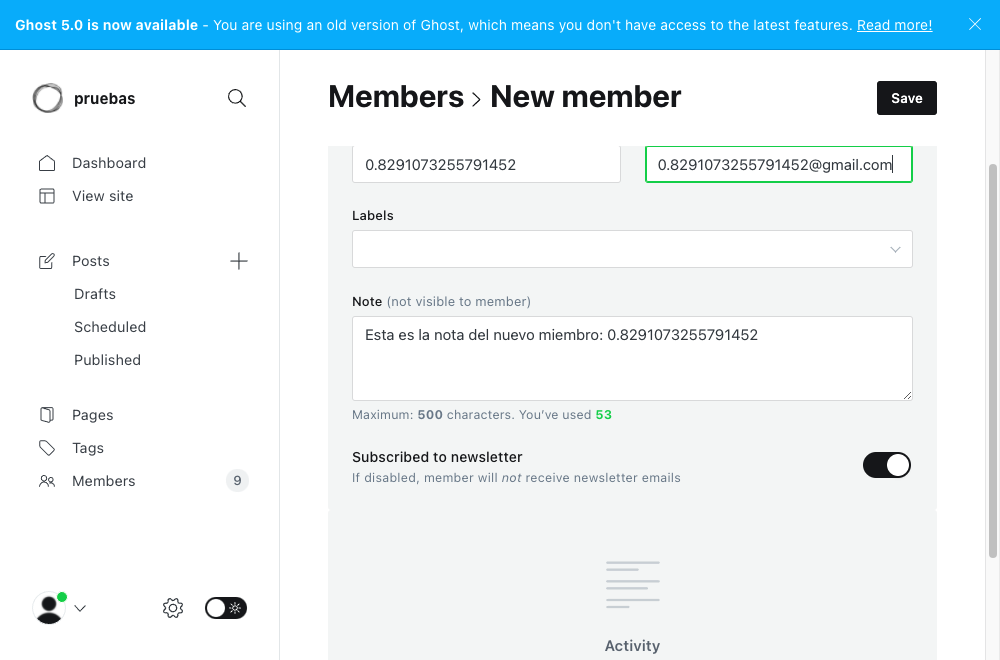 Ghost 5.0 is now available - You are using an old version of Ghost, which means you don't have access to the latest features. Read more!
pruebas
Dashboard
View site
Posts
Drafts
Scheduled
Published
Pages
Tags
Members 9
Members > New member
Save
0.8291073255791452
0.8291073255791452@gmail.com
Labels
Note (not visible to member)
Esta es la nota del nuevo miembro: 0.8291073255791452
Maximum: 500 characters. You've used 53
Subscribed to newsletter
If disabled, member will not receive newsletter emails
Activity